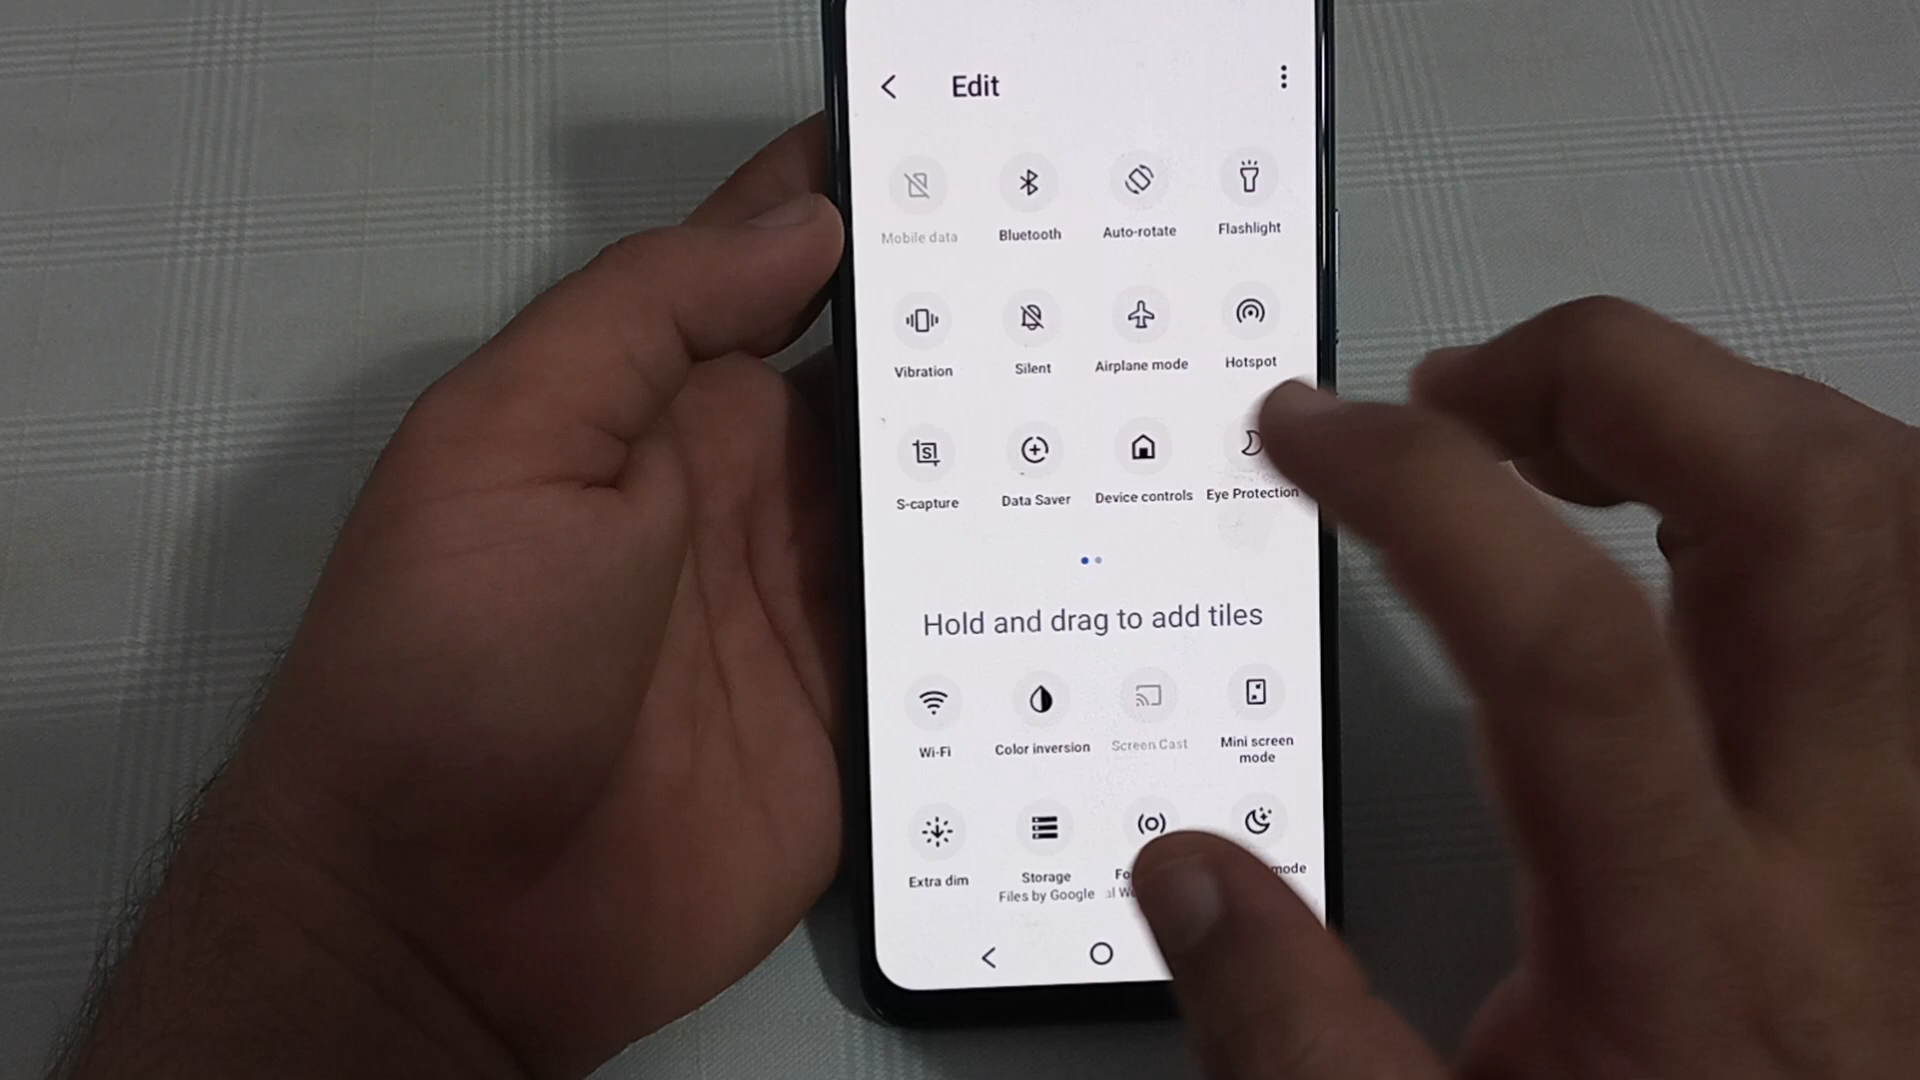 Edit
Mobile data Bluetooth Auto-rotate Flashlight
Vibration Silent Airplane mode Hotspot
S-capture Data Saver Device controls Eye Protection
Hold and drag to add tiles
Wi-Fi Color inversion Screen Cast Mini screen mode
Extra dim Storage mode
Files by Google